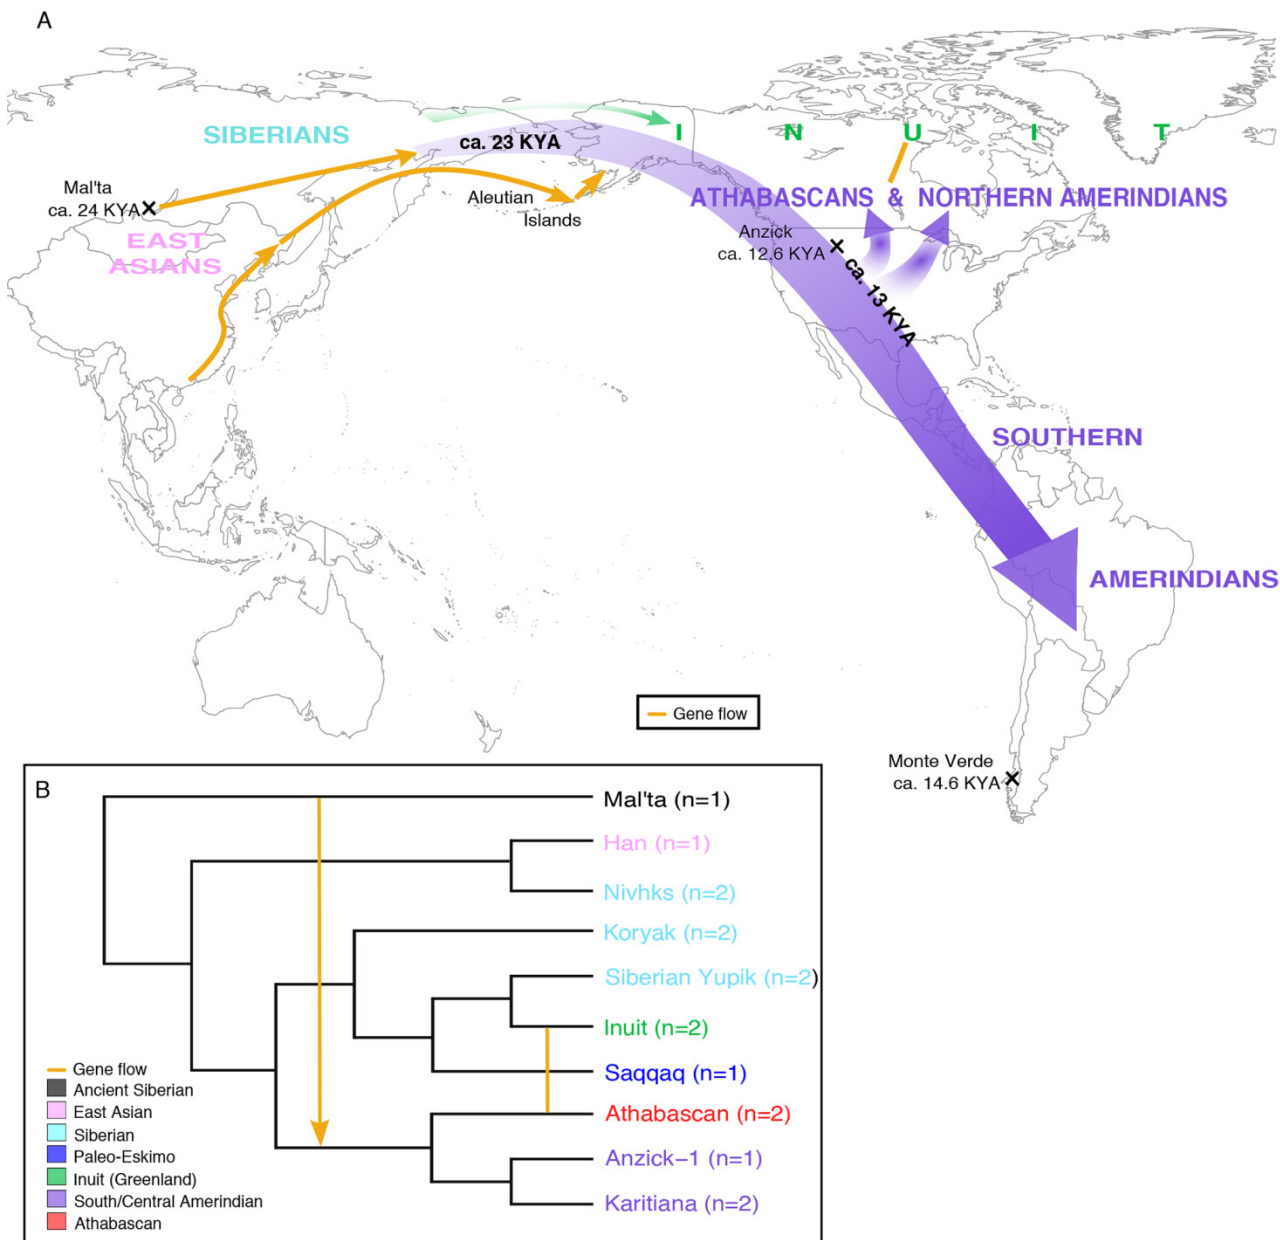 A
SIBERIANS
ca. 23 KYA
I N U I T
Mal'ta
ca. 24 KYA
Aleutian
Islands
ATHABASCANS & NORTHERN AMERINDIANS
EAST
ASIANS
Anzick
ca. 12.6 KYA
ca. 13 KYA
SOUTHERN
AMERINDIANS
Gene flow
Monte Verde
ca. 14.6 KYA
B
Mal'ta (n=1)
Han (n=1)
Nivhks (n=2)
Koryak (n=2)
Siberian Yupik (n=2)
Inuit (n=2)
Saqqaq (n=1)
Athabascan (n=2)
Anzick−1 (n=1)
Karitiana (n=2)
Gene flow
Ancient Siberian
East Asian
Siberian
Paleo-Eskimo
Inuit (Greenland)
South/Central Amerindian
Athabascan